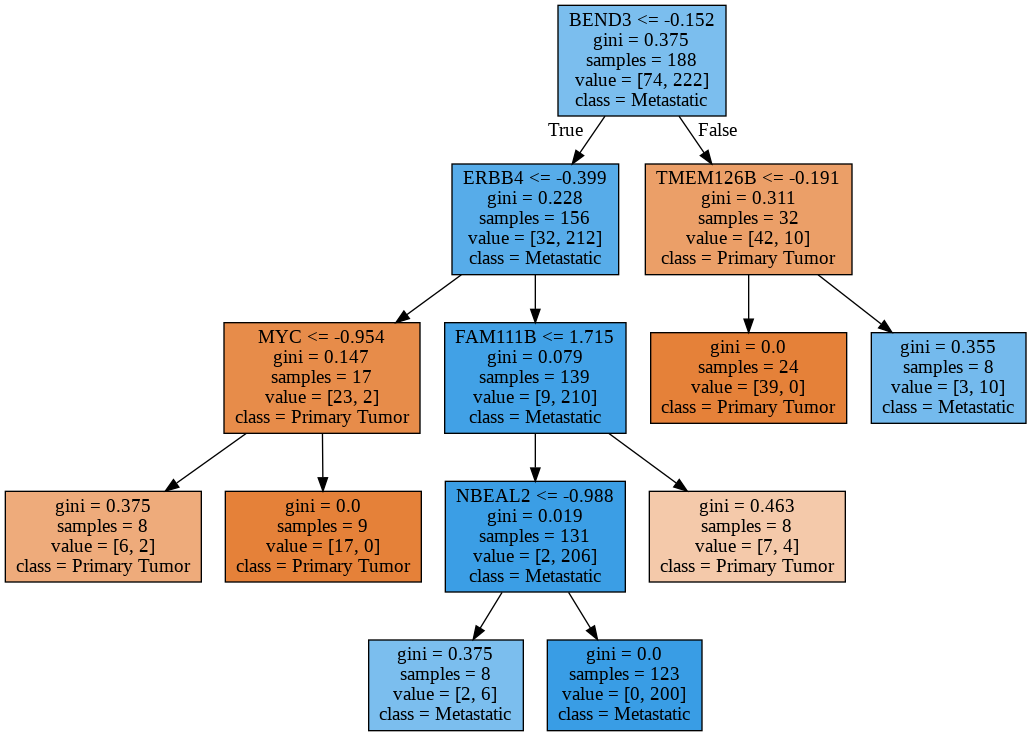 BEND3 <= -0.152
gini = 0.375
samples = 188
value = [74, 222]
class = Metastatic
True
False
ERBB4 <= -0.399
gini = 0.228
samples = 156
value = [32, 212]
class = Metastatic
TMEM126B <= -0.191
gini = 0.311
samples = 32
value = [42, 10]
class = Primary Tumor
MYC <= -0.954
gini = 0.147
samples = 17
value = [23, 2]
class = Primary Tumor
FAM111B <= 1.715
gini = 0.079
samples = 139
value = [9, 210]
class = Metastatic
gini = 0.0
samples = 24
value = [39, 0]
class = Primary Tumor
gini = 0.355
samples = 8
value = [3, 10]
class = Metastatic
gini = 0.375
samples = 8
value = [6, 2]
class = Primary Tumor
gini = 0.0
samples = 9
value = [17, 0]
class = Primary Tumor
NBEAL2 <= -0.988
gini = 0.019
samples = 131
value = [2, 206]
class = Metastatic
gini = 0.463
samples = 8
value = [7, 4]
class = Primary Tumor
gini = 0.375
samples = 8
value = [2, 6]
class = Metastatic
gini = 0.0
samples = 123
value = [0, 200]
class = Metastatic